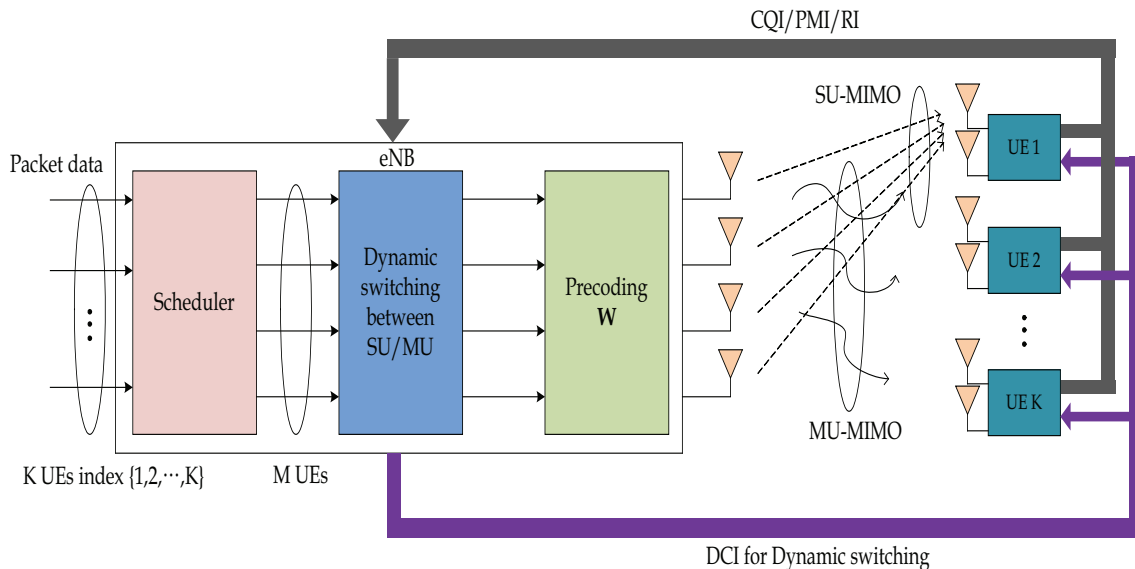 CQI/PMI/RI
SU-MIMO
eNB
Packet data
UE 1
Scheduler
Dynamic
switching
between
SU/MU
Precoding
W
UE 2
UE K
MU-MIMO
K UEs index {1,2,⋯,K}
M UEs
DCI for Dynamic switching